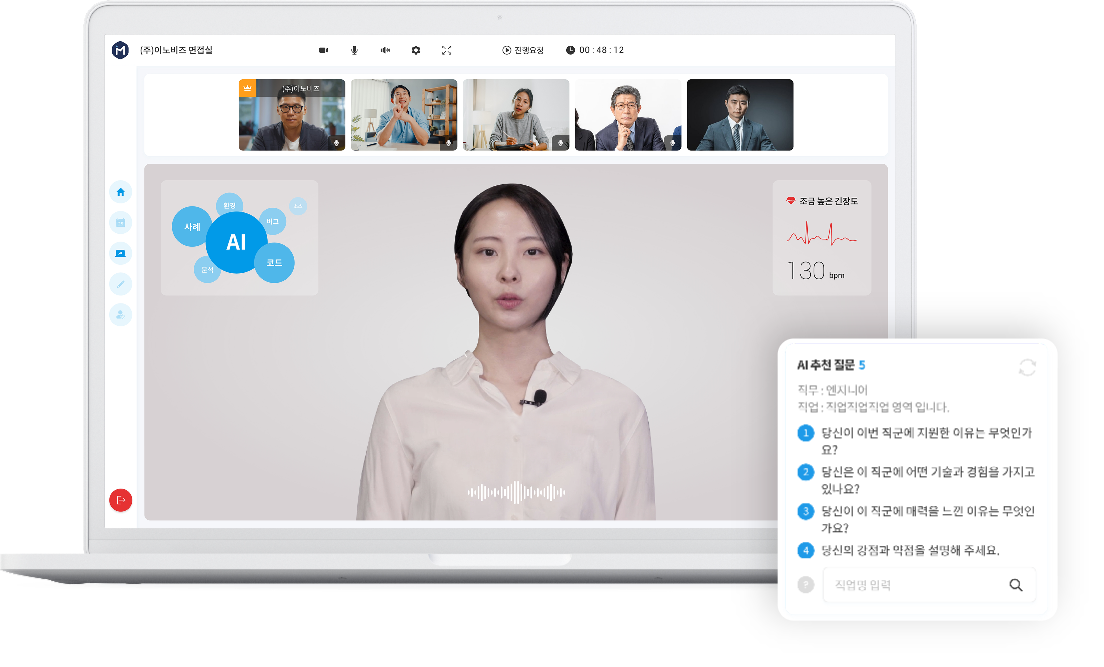 M
(주)이노비즈 면접실
진행요청
00 : 48 : 12
(주)이노비즈
환경
사례
AI
코드
분석
조금 높은 긴장도
130 bpm
AI 추천 질문 5
직무 : 엔지니어
직업 : 직업직업직업 영역 입니다.
1 당신이 이번 직군에 지원한 이유는 무엇인가
요?
2 당신은 이 직군에 어떤 기술과 경험을 가지고
있나요?
3 당신이 이 직군에 매력을 느낀 이유는 무엇인
가요?
4 당신의 강점과 약점을 설명해 주세요.
직업명 입력